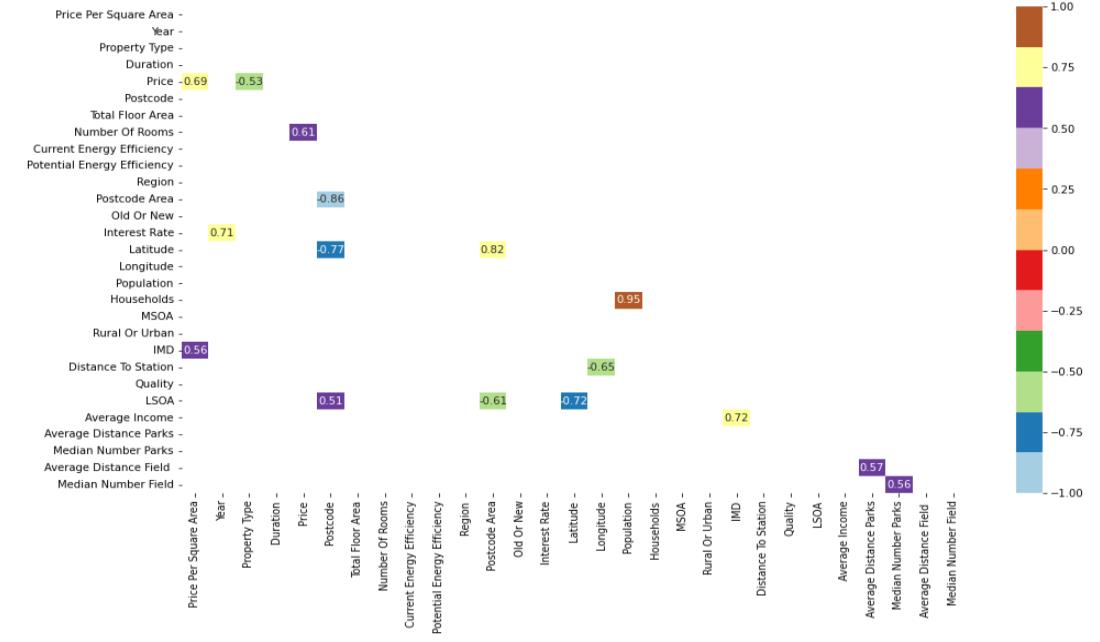 Price Per Square Area
Year
Property Type
Duration
Price 0.69 -0.53
Postcode
Total Floor Area
Number Of Rooms 0.61
Current Energy Efficiency
Potential Energy Efficiency
Region
Postcode Area -0.86
Old Or New
Interest Rate 0.71
Latitude -0.77 0.82
Longitude
Population
Households 0.95
MSOA
Rural Or Urban
IMD 0.56
Distance To Station -0.65
Quality
LSOA 0.51 -0.61 -0.72
Average Income 0.72
Average Distance Parks
Median Number Parks
Average Distance Field 0.57
Median Number Field 0.56
Price Per Square Area
Year
Property Type
Duration
Price
Postcode
Total Floor Area
Number Of Rooms
Current Energy Efficiency
Potential Energy Efficiency
Region
Postcode Area
Old Or New
Interest Rate
Latitude
Longitude
Population
Households
MSOA
Rural Or Urban
IMD
Distance To Station
Quality
LSOA
Average Income
Average Distance Parks
Median Number Parks
Average Distance Field
Median Number Field
1.00
0.75
0.50
0.25
0.00
−0.25
−0.50
−0.75
−1.00